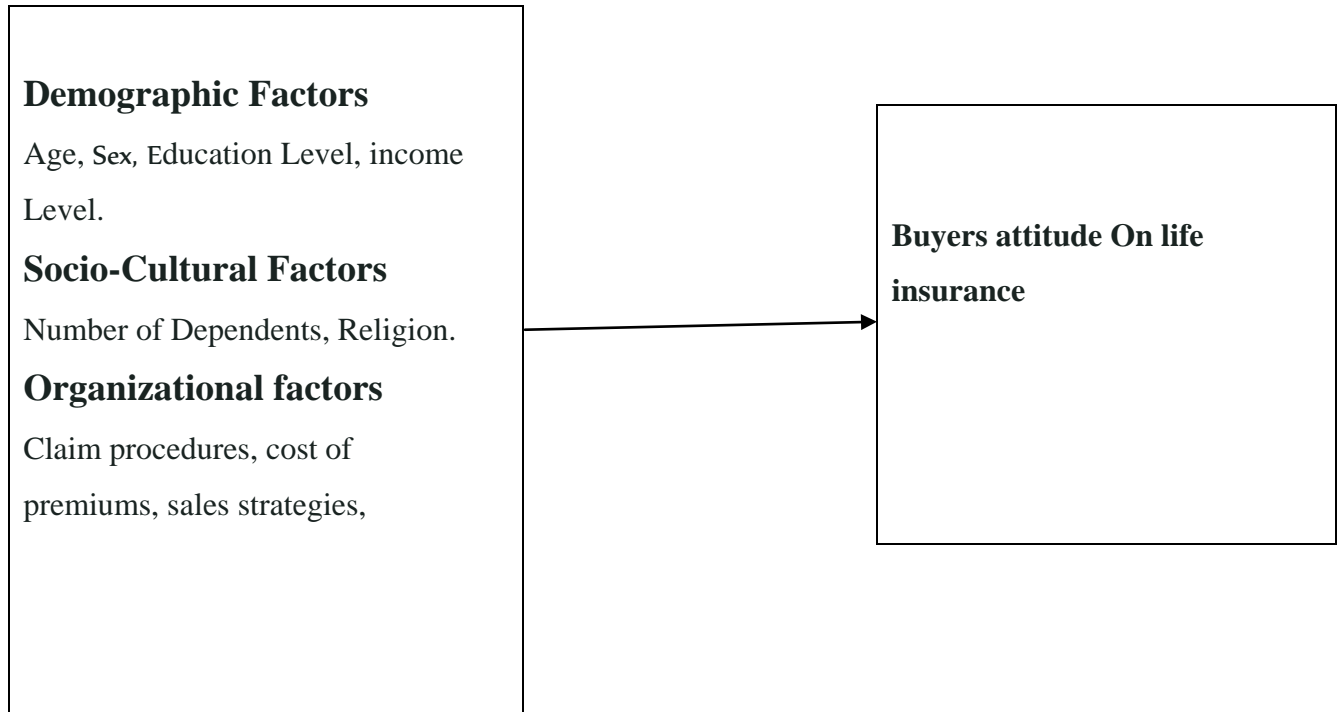 Demographic Factors
Age, Sex, Education Level, income
Level.
Socio-Cultural Factors
Number of Dependents, Religion.
Organizational factors
Claim procedures, cost of
premiums, sales strategies,
Buyers attitude On life
insurance